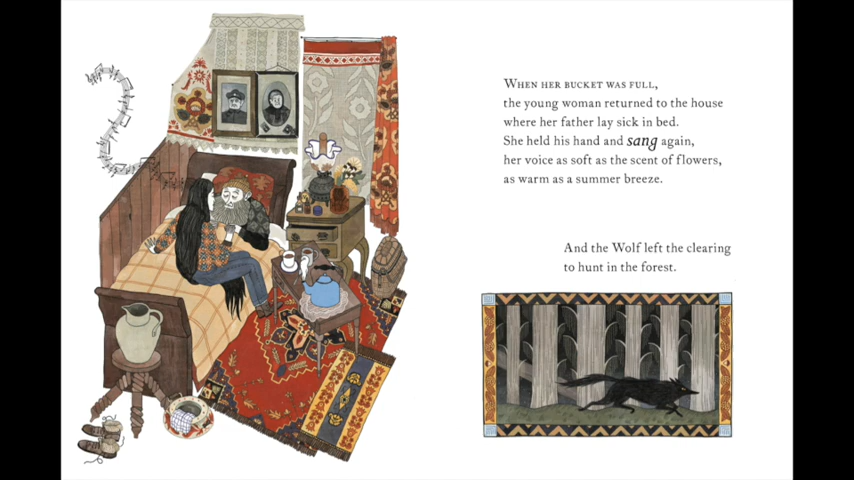 WHEN HER BUCKET WAS FULL,
the young woman returned to the house
where her father lay sick in bed.
She held his hand and sang again,
her voice as soft as the scent of flowers,
as warm as a summer breeze.
And the Wolf left the clearing
to hunt in the forest.